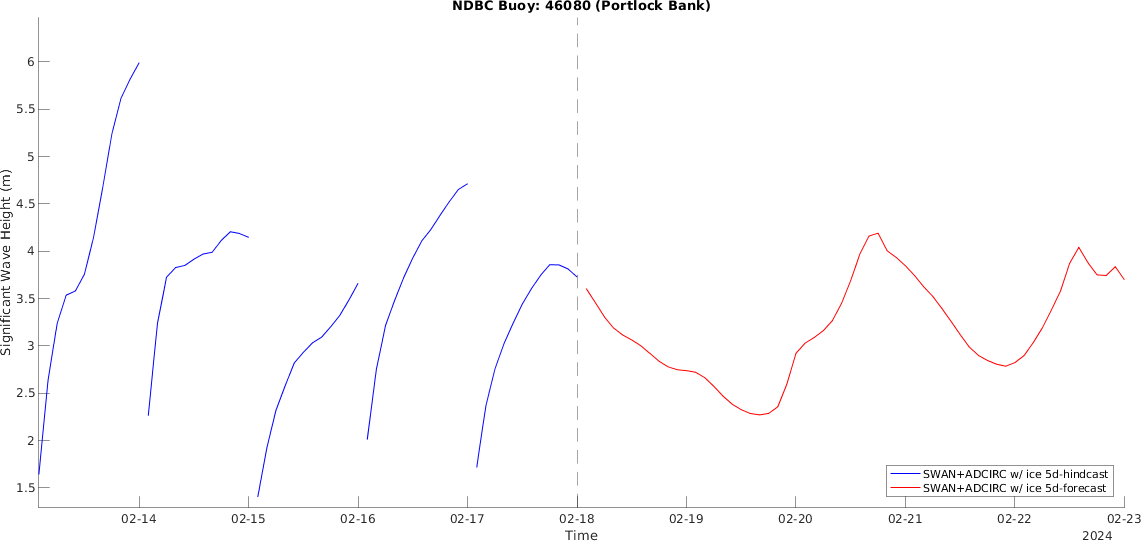 NDBC Buoy: 46080 (Portlock Bank)
Significant Wave Height (m)
6
5.5
5
4.5
4
3.5
3
2.5
2
1.5
SWAN+ADCIRC w/ ice 5d-hindcast
SWAN+ADCIRC w/ ice 5d-forecast
02-14 02-15 02-16 02-17 02-18 02-19 02-20 02-21 02-22 02-23
Time
2024